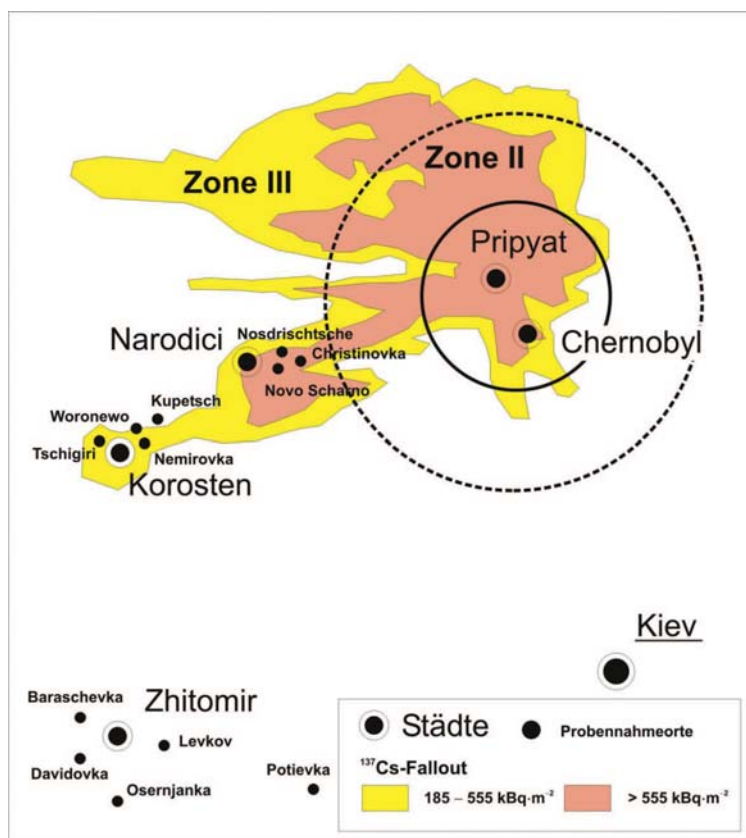 Zone II
Zone III
Pripyat
Narodici
Nosdrischtsche
Christinovka
Chernobyl
Novo Scharno
Kupetsch
Woronewo
Tschigiri
Nemirovka
Korosten
Kiev
Baraschevka
Zhitomir
Levkov
Davidovka
Osernjanka
Potievka
Städte
Probennahmeorte
¹³⁷Cs-Fallout
185 – 555 kBq·m⁻²
> 555 kBq·m⁻²